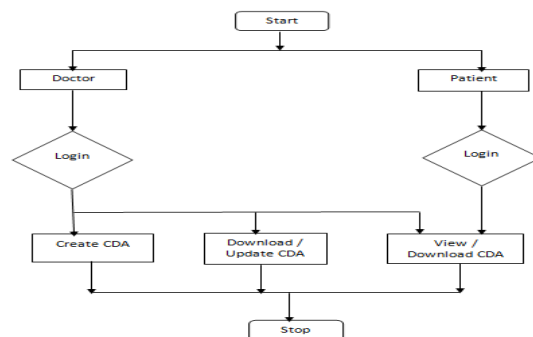 Start
Doctor
Patient
Login
Login
Create CDA
Download /
Update CDA
View /
Download CDA
Stop